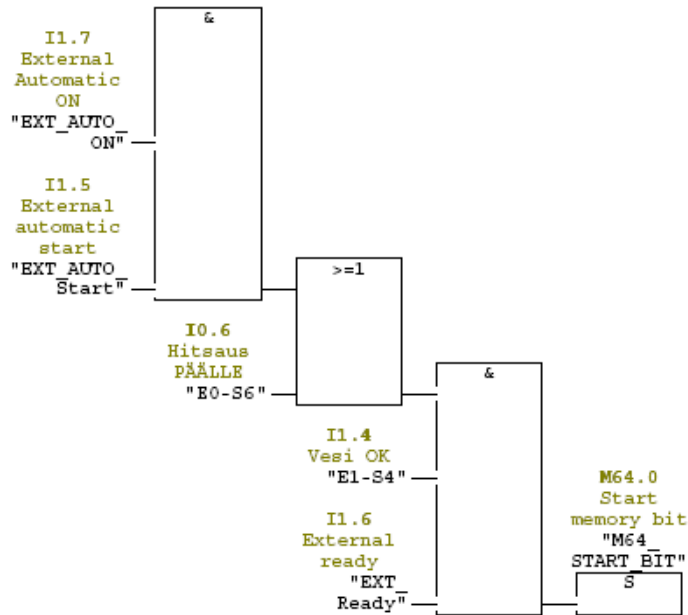 &
I1.7
External
Automatic
ON
"EXT_AUTO_
ON"
I1.5
External
automatic
start
"EXT_AUTO_
Start"
>=1
I0.6
Hitsaus
PÄÄLLE
"E0-S6"
&
I1.4
Vesi OK
"E1-S4"
I1.6
External
ready
"EXT_
Ready"
M64.0
Start
memory bit
"M64_
START_BIT"
S